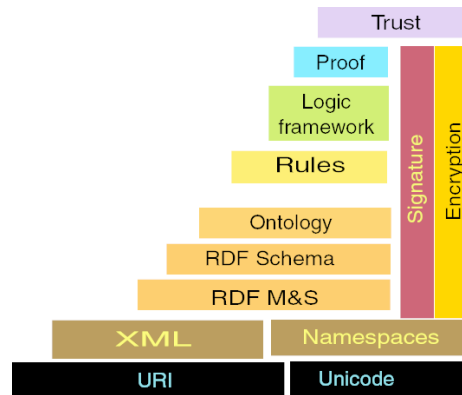 Trust
Proof
Logic
framework
Rules
Ontology
RDF Schema
RDF M&S
Signature
Encryption
XML
Namespaces
URI
Unicode